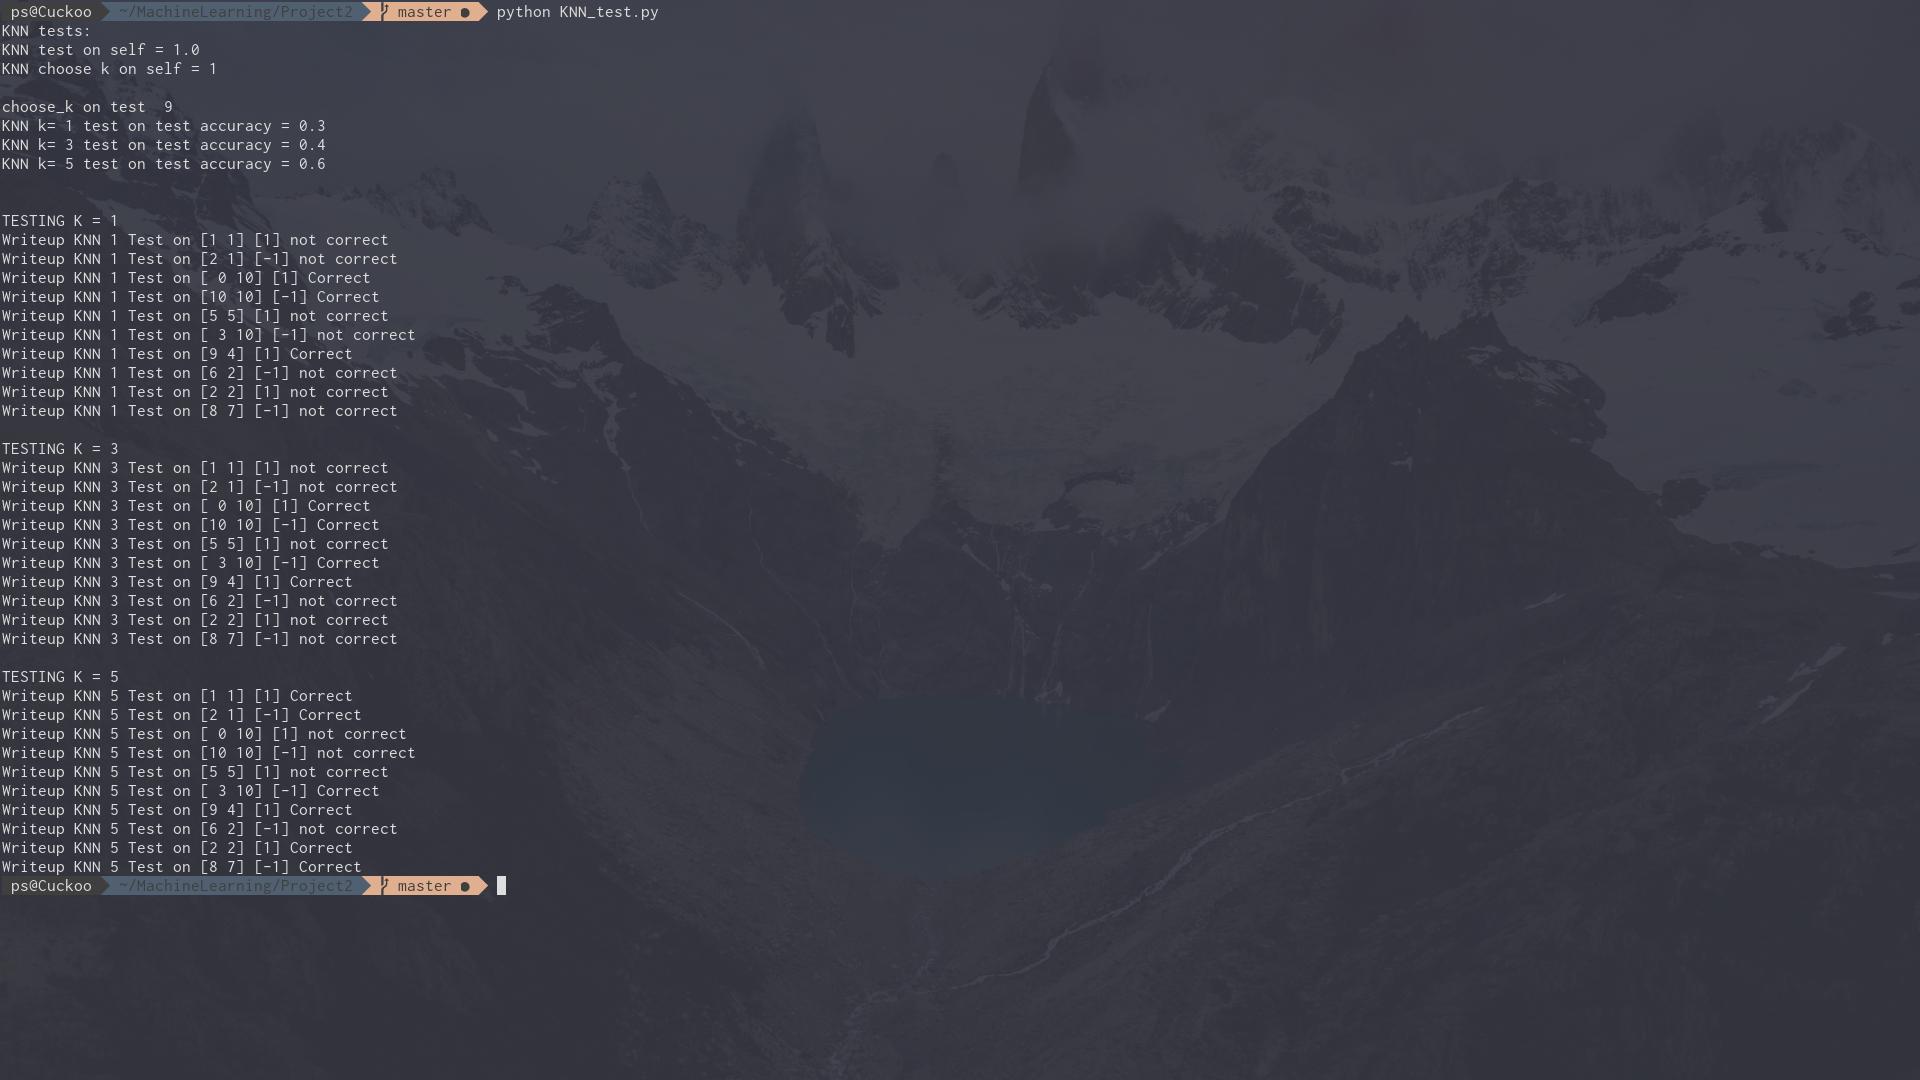 ps@Cuckoo ~/MachineLearning/Project2 master ● python KNN_test.py
KNN tests:
KNN test on self = 1.0
KNN choose k on self = 1
choose_k on test  9
KNN k= 1 test on test accuracy = 0.3
KNN k= 3 test on test accuracy = 0.4
KNN k= 5 test on test accuracy = 0.6
TESTING K = 1
Writeup KNN 1 Test on [1 1] [1] not correct
Writeup KNN 1 Test on [2 1] [-1] not correct
Writeup KNN 1 Test on [ 0 10] [1] Correct
Writeup KNN 1 Test on [10 10] [-1] Correct
Writeup KNN 1 Test on [5 5] [1] not correct
Writeup KNN 1 Test on [ 3 10] [-1] not correct
Writeup KNN 1 Test on [9 4] [1] Correct
Writeup KNN 1 Test on [6 2] [-1] not correct
Writeup KNN 1 Test on [2 2] [1] not correct
Writeup KNN 1 Test on [8 7] [-1] not correct
TESTING K = 3
Writeup KNN 3 Test on [1 1] [1] not correct
Writeup KNN 3 Test on [2 1] [-1] not correct
Writeup KNN 3 Test on [ 0 10] [1] Correct
Writeup KNN 3 Test on [10 10] [-1] Correct
Writeup KNN 3 Test on [5 5] [1] not correct
Writeup KNN 3 Test on [ 3 10] [-1] Correct
Writeup KNN 3 Test on [9 4] [1] Correct
Writeup KNN 3 Test on [6 2] [-1] not correct
Writeup KNN 3 Test on [2 2] [1] not correct
Writeup KNN 3 Test on [8 7] [-1] not correct
TESTING K = 5
Writeup KNN 5 Test on [1 1] [1] Correct
Writeup KNN 5 Test on [2 1] [-1] Correct
Writeup KNN 5 Test on [ 0 10] [1] not correct
Writeup KNN 5 Test on [10 10] [-1] not correct
Writeup KNN 5 Test on [5 5] [1] not correct
Writeup KNN 5 Test on [ 3 10] [-1] Correct
Writeup KNN 5 Test on [9 4] [1] Correct
Writeup KNN 5 Test on [6 2] [-1] not correct
Writeup KNN 5 Test on [2 2] [1] Correct
Writeup KNN 5 Test on [8 7] [-1] Correct
ps@Cuckoo ~/MachineLearning/Project2 master ●